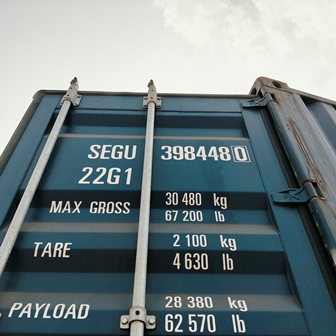 SEGU 398448 0
22G1
MAX GROSS 30 480 kg
67 200 lb
TARE 2 100 kg
4 630 lb
PAYLOAD 28 380 kg
62 570 lb